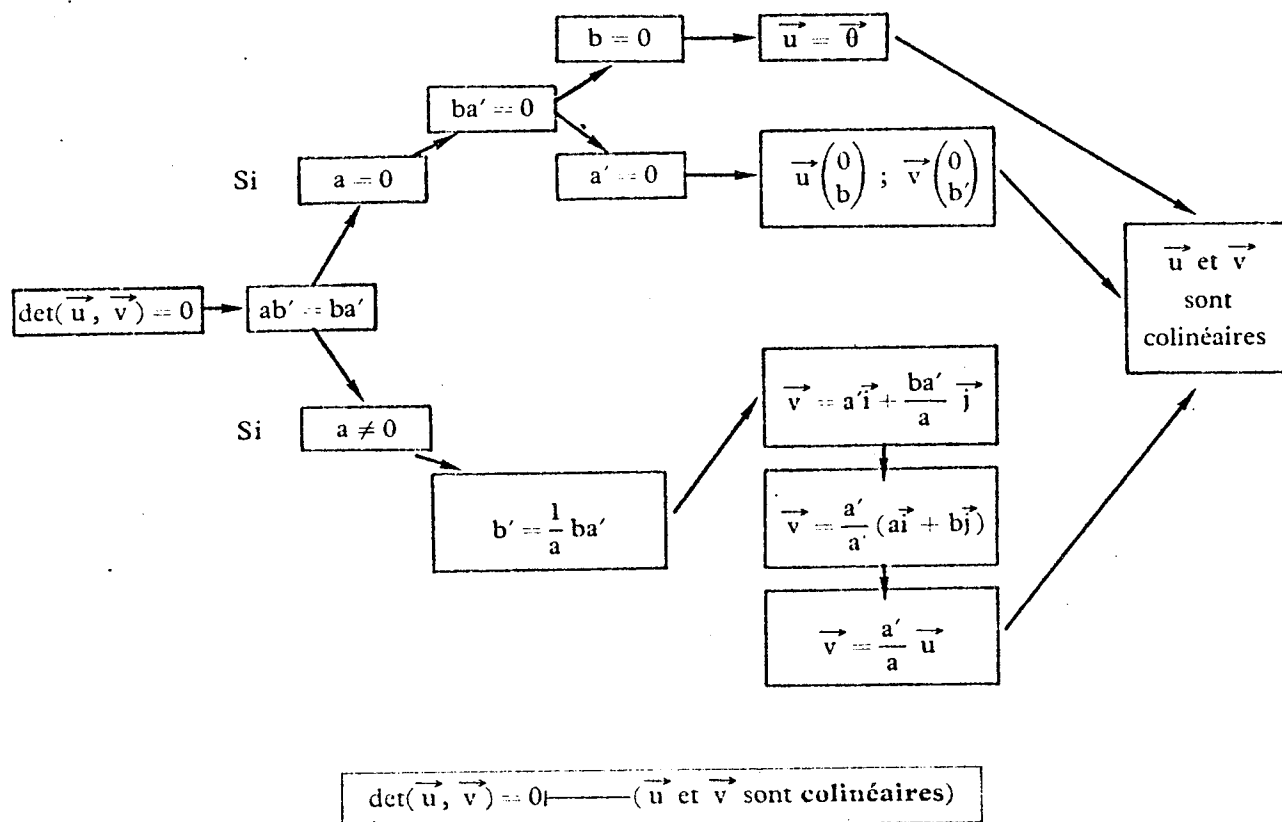 b = 0
u⃗ = θ⃗
ba′ = 0
Si a = 0
a′ = 0
u⃗ (0 b) ; v⃗ (0 b′)
det(u⃗, v⃗) = 0
ab′ = ba′
u⃗ et v⃗
sont
colinéaires
Si a ≠ 0
b′ = 1/a ba′
v⃗ = a′i⃗ + ba′/a j⃗
v⃗ = a′/a′ (ai⃗ + bj⃗)
v⃗ = a′/a u⃗
det(u⃗, v⃗) = 0 ⊢—— (u⃗ et v⃗ sont colinéaires)